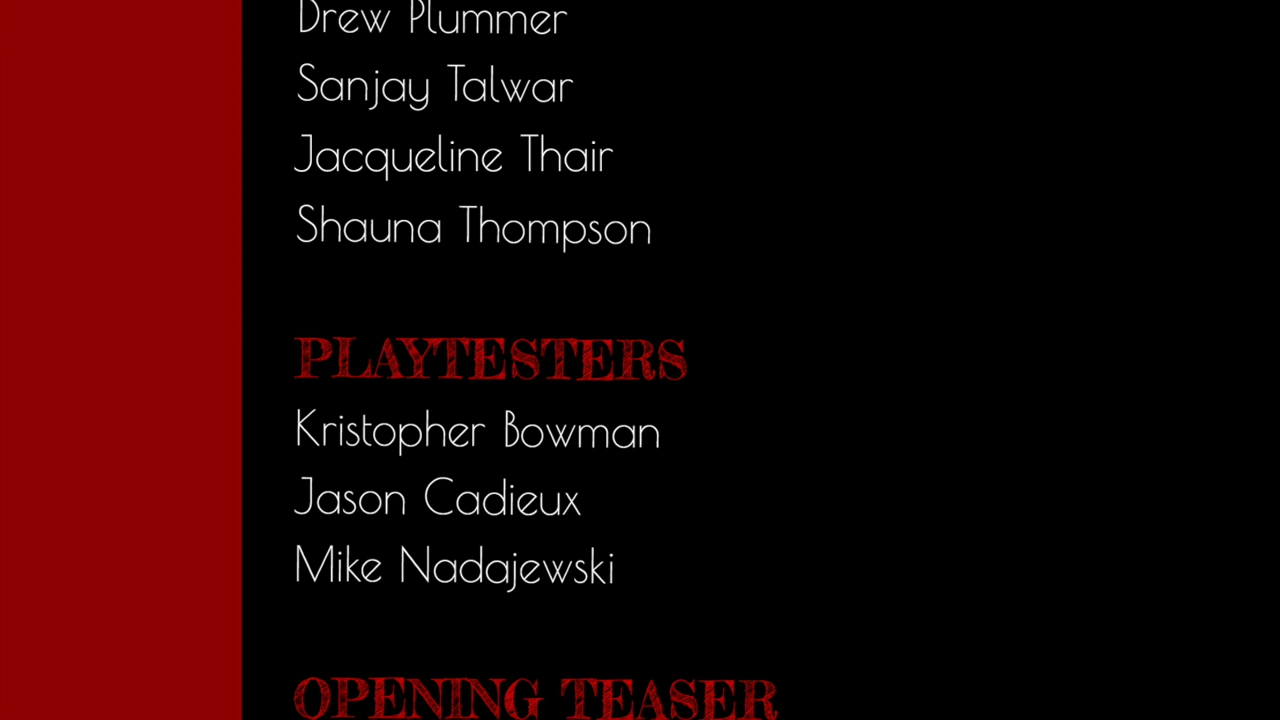 Drew Plummer
Sanjay Talwar
Jacqueline Thair
Shauna Thompson
PLAYTESTERS
Kristopher Bowman
Jason Cadieux
Mike Nadajewski
OPENING TEASER